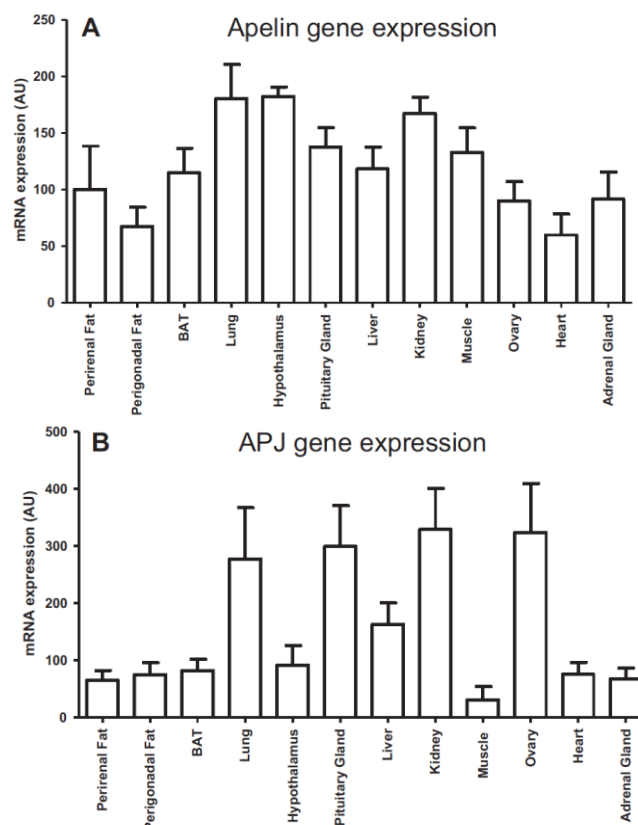 A Apelin gene expression
mRNA expression (AU)
250
200
150
100
50
0
Perirenal Fat
Perigonadal Fat
BAT
Lung
Hypothalamus
Pituitary Gland
Liver
Kidney
Muscle
Ovary
Heart
Adrenal Gland
B APJ gene expression
mRNA expression (AU)
500
400
300
200
100
0
Perirenal Fat
Perigonadal Fat
BAT
Lung
Hypothalamus
Pituitary Gland
Liver
Kidney
Muscle
Ovary
Heart
Adrenal Gland